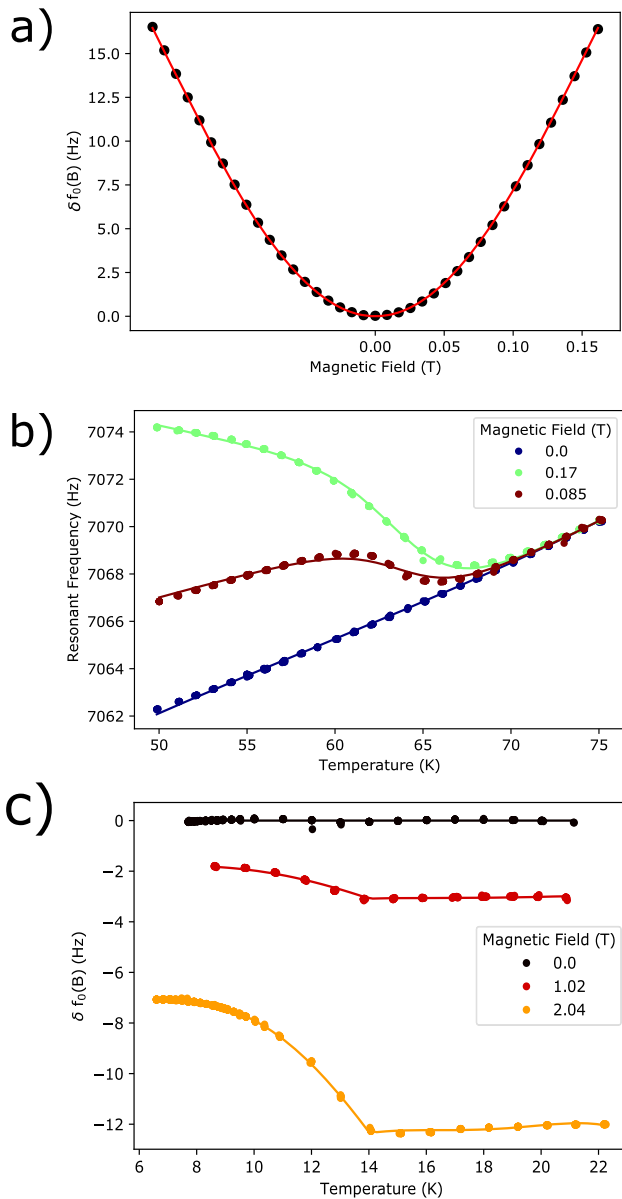 a)
15.0
12.5
10.0
7.5
5.0
2.5
0.0
δ f₀(B) (Hz)
0.00 0.05 0.10 0.15
Magnetic Field (T)
b)
7074
7072
7070
7068
7066
7064
7062
Resonant Frequency (Hz)
Magnetic Field (T)
0.0
0.17
0.085
50 55 60 65 70 75
Temperature (K)
c)
0
−2
−4
−6
−8
−10
−12
δ f₀(B) (Hz)
Magnetic Field (T)
0.0
1.02
2.04
6 8 10 12 14 16 18 20 22
Temperature (K)